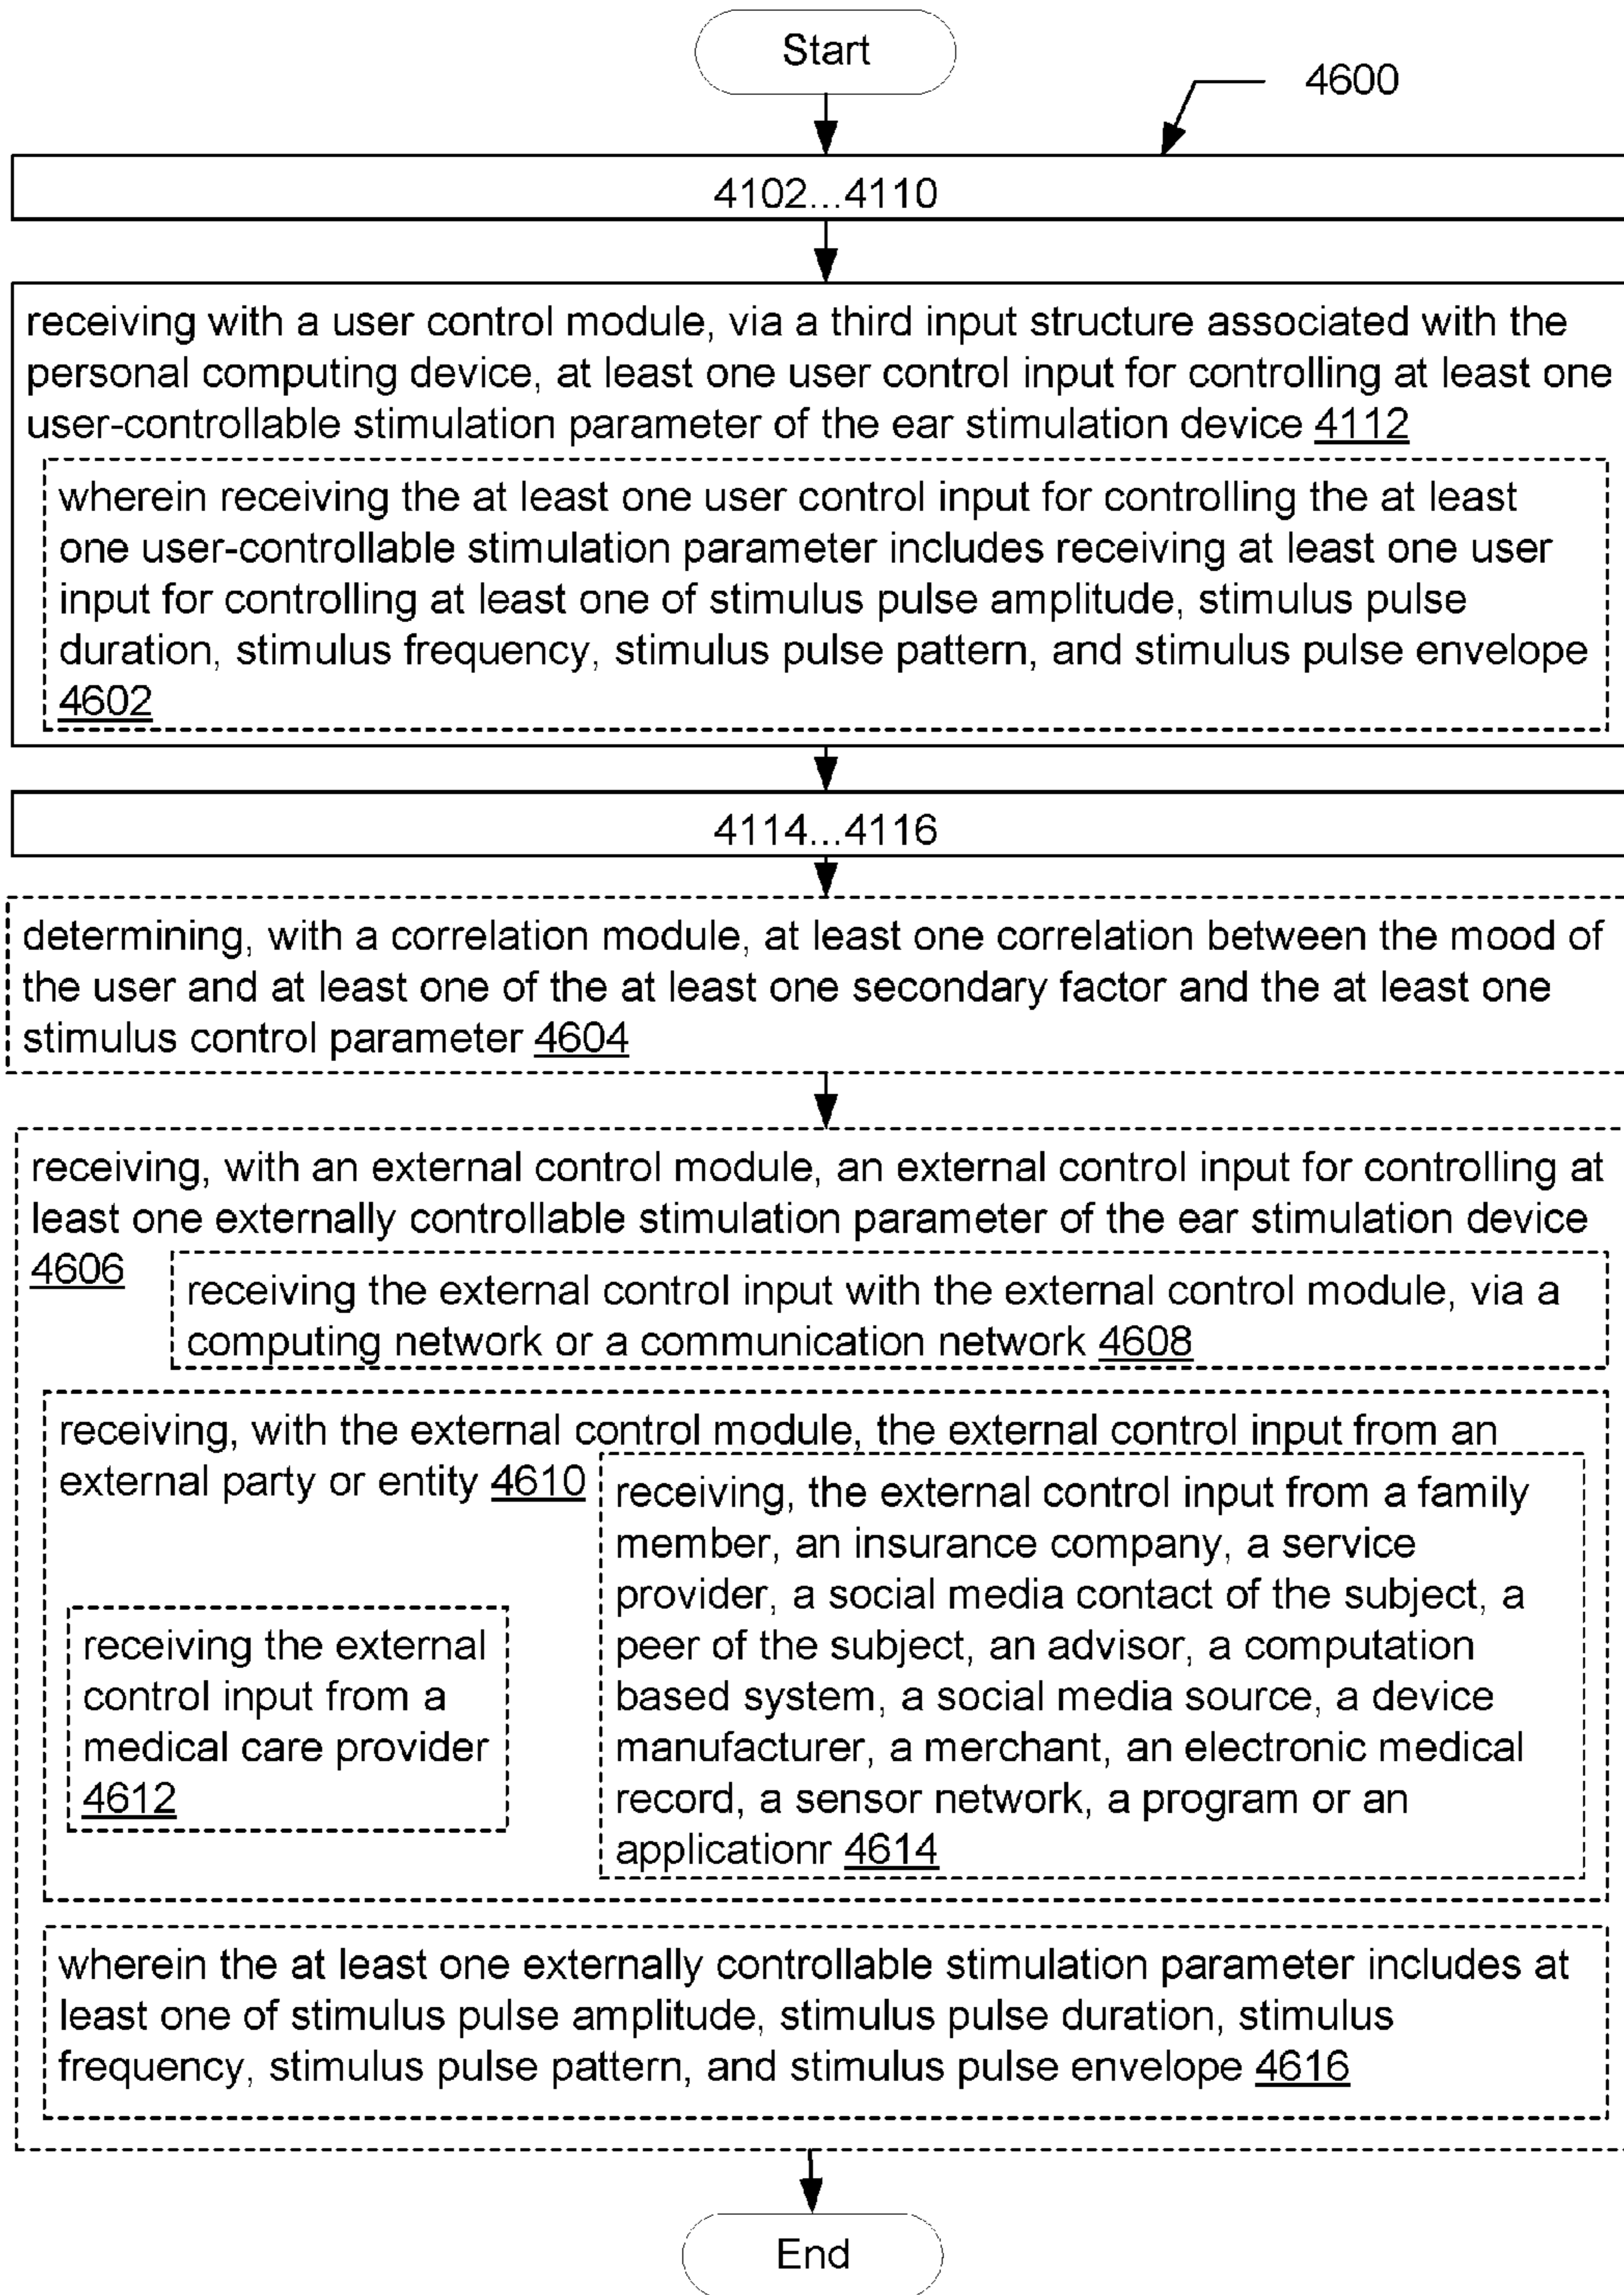 Start
4600
4102...4110
receiving with a user control module, via a third input structure associated with the
personal computing device, at least one user control input for controlling at least one
user-controllable stimulation parameter of the ear stimulation device 4112
wherein receiving the at least one user control input for controlling the at least
one user-controllable stimulation parameter includes receiving at least one user
input for controlling at least one of stimulus pulse amplitude, stimulus pulse
duration, stimulus frequency, stimulus pulse pattern, and stimulus pulse envelope
4602
4114...4116
determining, with a correlation module, at least one correlation between the mood of
the user and at least one of the at least one secondary factor and the at least one
stimulus control parameter 4604
receiving, with an external control module, an external control input for controlling at
least one externally controllable stimulation parameter of the ear stimulation device
4606
receiving the external control input with the external control module, via a
computing network or a communication network 4608
receiving, with the external control module, the external control input from an
external party or entity 4610
receiving the external
control input from a
medical care provider
4612
receiving, the external control input from a family
member, an insurance company, a service
provider, a social media contact of the subject, a
peer of the subject, an advisor, a computation
based system, a social media source, a device
manufacturer, a merchant, an electronic medical
record, a sensor network, a program or an
applicationr 4614
wherein the at least one externally controllable stimulation parameter includes at
least one of stimulus pulse amplitude, stimulus pulse duration, stimulus
frequency, stimulus pulse pattern, and stimulus pulse envelope 4616
End